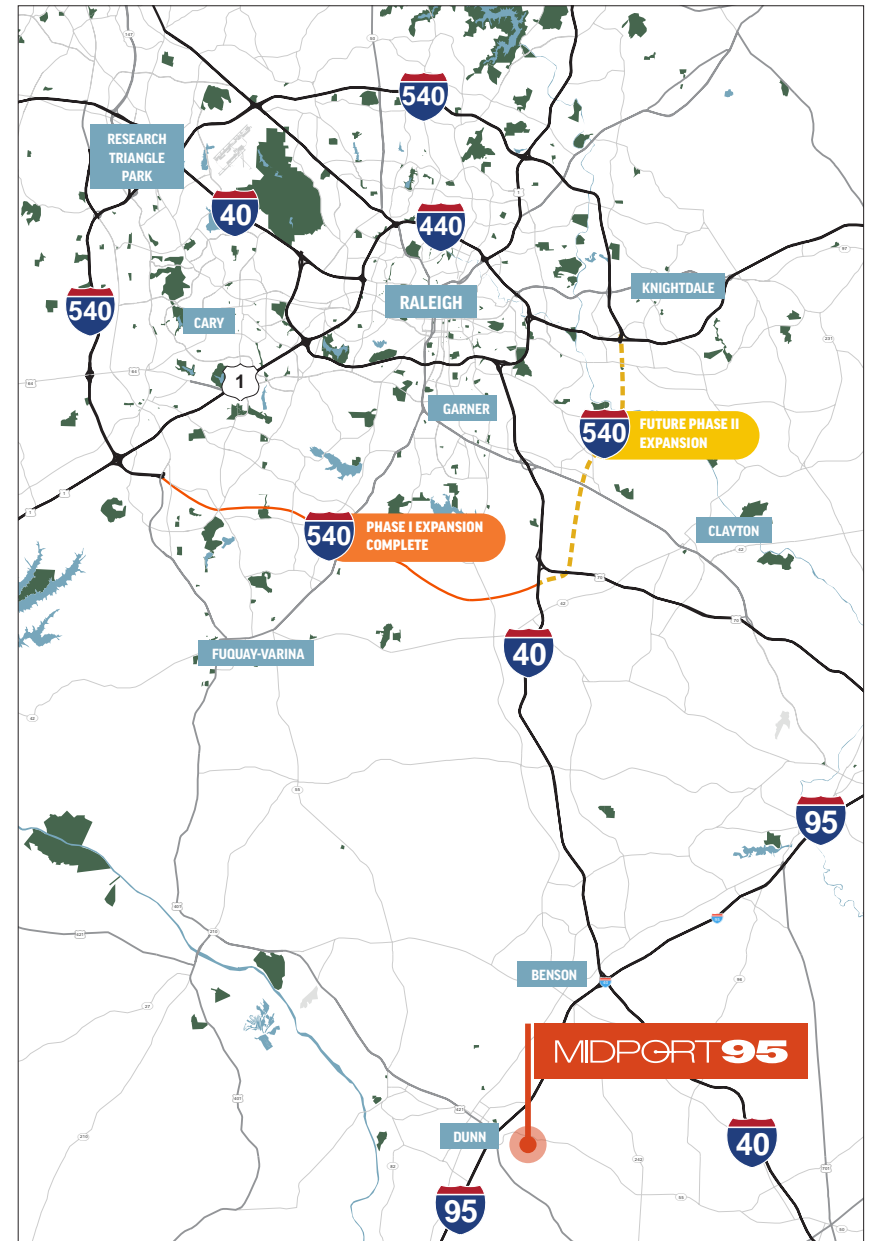 540
RESEARCH
TRIANGLE
PARK
40
440
KNIGHTDALE
540
RALEIGH
CARY
1
GARNER
540
FUTURE PHASE II
EXPANSION
540
PHASE I EXPANSION
COMPLETE
CLAYTON
40
FUQUAY-VARINA
95
BENSON
MIDPORT95
DUNN
40
95